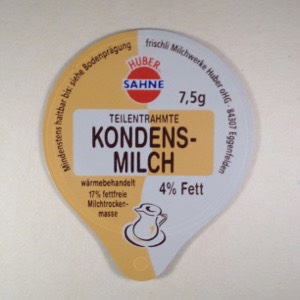 Mindestens haltbar bis: siehe Bodenprägung
frischli Milchwerke Huber oHG · 84307 Eggenfelden
HUBER
SAHNE
7,5g
TEILENTRAHMTE
KONDENS-
MILCH
wärmebehandelt
17% fettfreie
Milchtrocken-
masse
4% Fett